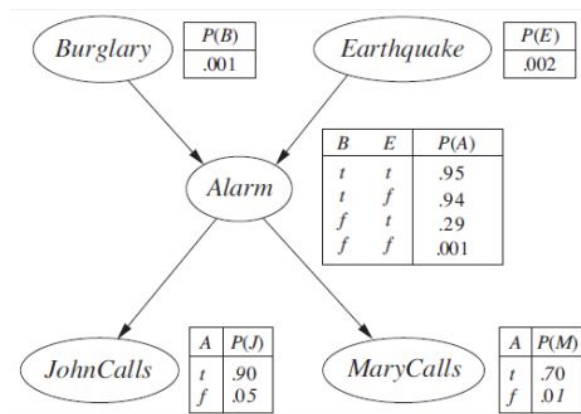 Burglary
P(B)
.001
Earthquake
P(E)
.002
Alarm
B E P(A)
t t .95
t f .94
f t .29
f f .001
JohnCalls
A P(J)
t .90
f .05
MaryCalls
A P(M)
t .70
f .01